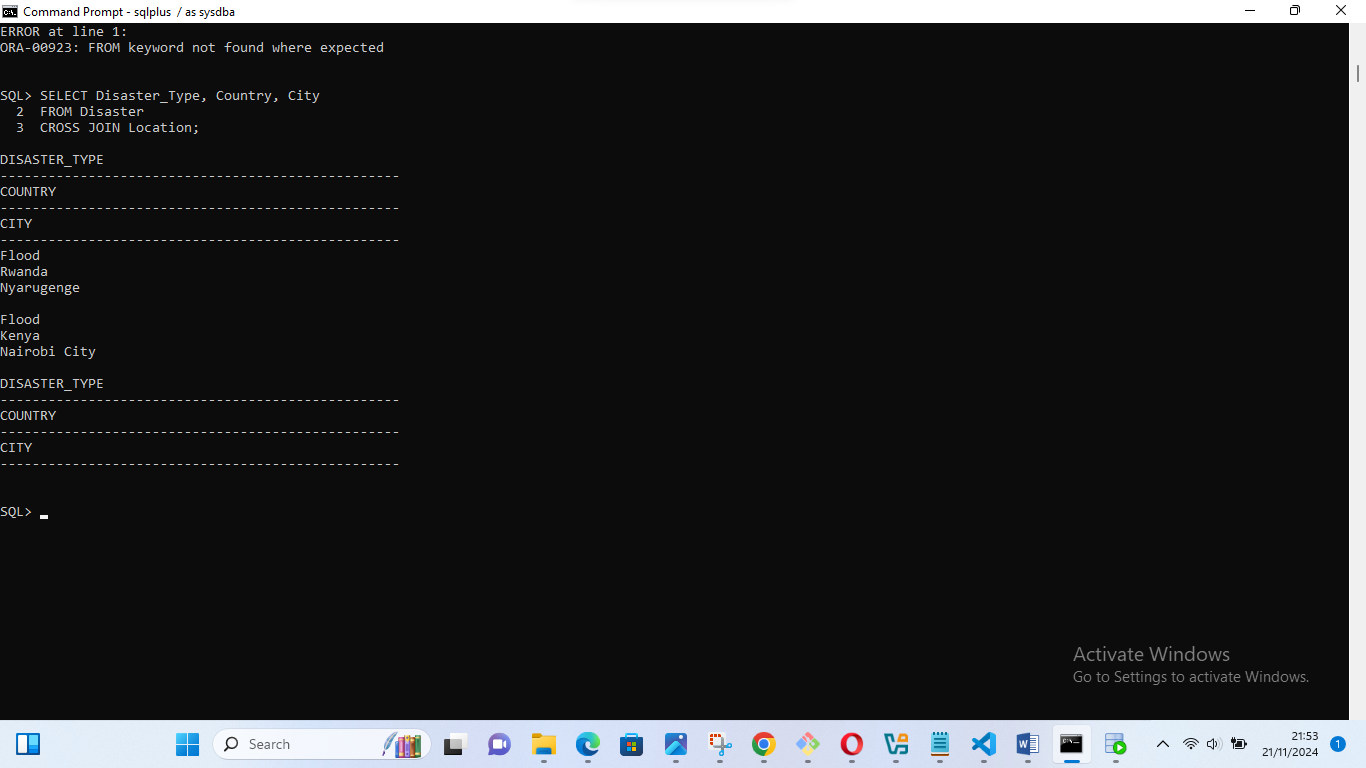 Command Prompt - sqlplus / as sysdba
ERROR at line 1:
ORA-00923: FROM keyword not found where expected
SQL> SELECT Disaster_Type, Country, City
2 FROM Disaster
3 CROSS JOIN Location;
DISASTER_TYPE
--------------------------------------------------
COUNTRY
--------------------------------------------------
CITY
--------------------------------------------------
Flood
Rwanda
Nyarugenge
Flood
Kenya
Nairobi City
DISASTER_TYPE
--------------------------------------------------
COUNTRY
--------------------------------------------------
CITY
--------------------------------------------------
SQL>
Activate Windows
Go to Settings to activate Windows.
Search
21:53
21/11/2024
1